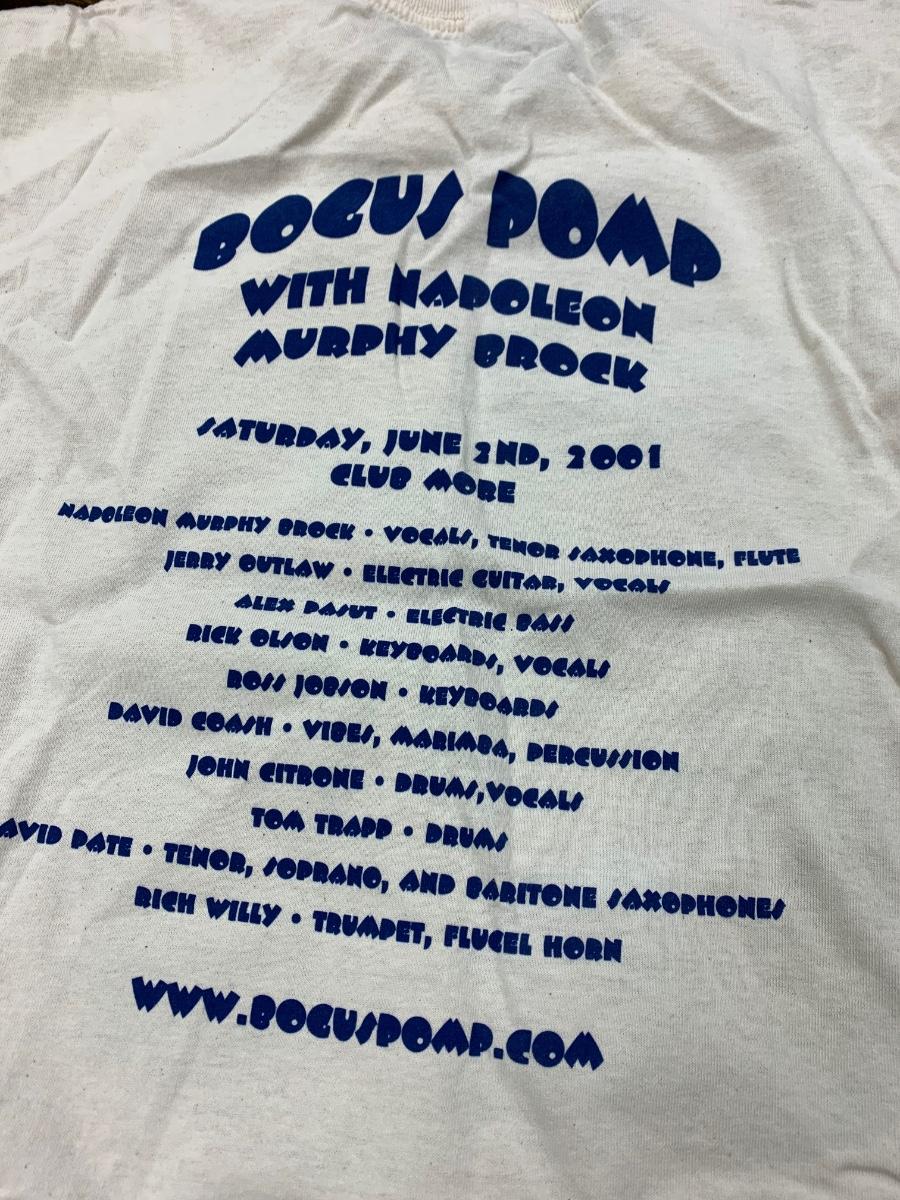 BOGUS POMP
WITH NAPOLEON
MURPHY BROCK
SATURDAY, JUNE 2ND, 2001
CLUB MORE
NAPOLEON MURPHY BROCK • VOCALS, TENOR SAXOPHONE, FLUTE
JERRY OUTLAW • ELECTRIC GUITAR, VOCALS
ALEX PASUT • ELECTRIC BASS
RICK OLSON • KEYBOARDS, VOCALS
ROSS JOBSON • KEYBOARDS
DAVID COASH • VIBES, MARIMBA, PERCUSSION
JOHN CITRONE • DRUMS,VOCALS
TOM TRAPP • DRUMS
AVID PATE • TENOR, SOPRANO, AND BARITONE SAXOPHONES
RICH WILLY • TRUMPET, FLUGEL HORN
WWW.BOGUSPOMP.COM